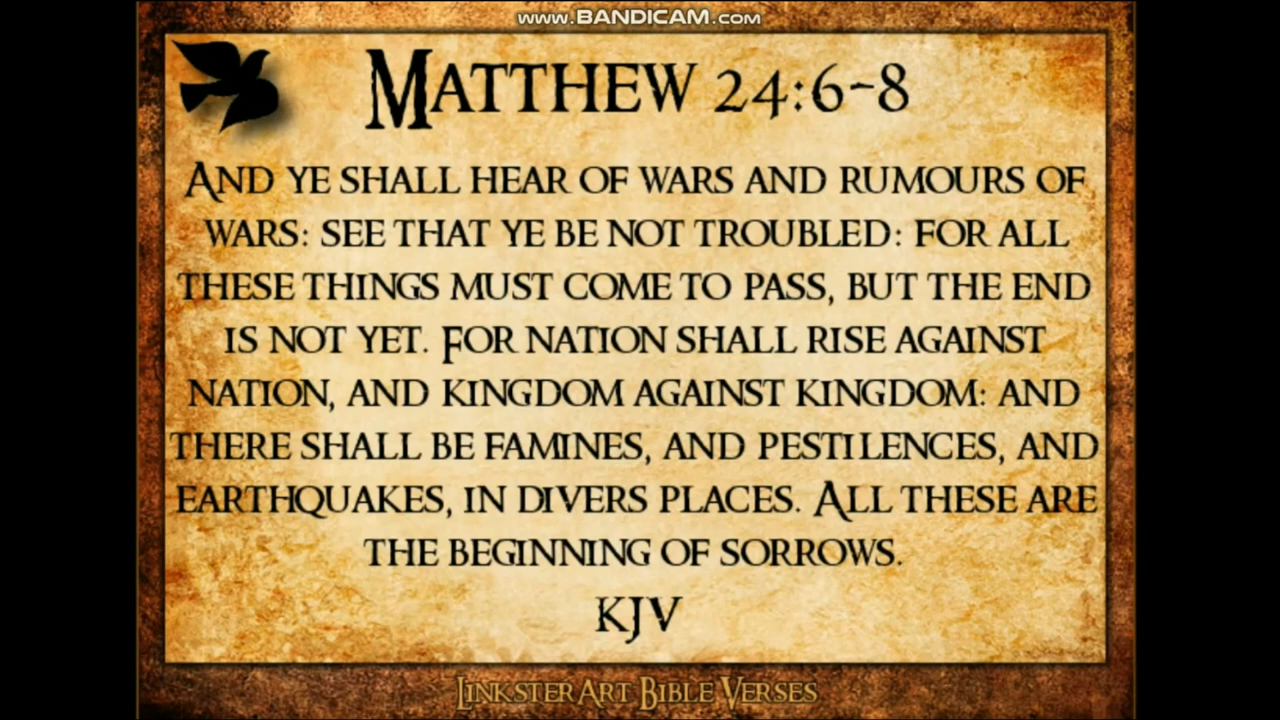 www.BANDICAM.com
Matthew 24:6-8
And ye shall hear of wars and rumours of
wars: see that ye be not troubled: for all
these things must come to pass, but the end
is not yet. For nation shall rise against
nation, and kingdom against kingdom: and
there shall be famines, and pestilences, and
earthquakes, in divers places. All these are
the beginning of sorrows.
KJV
LinksterArt Bible Verses